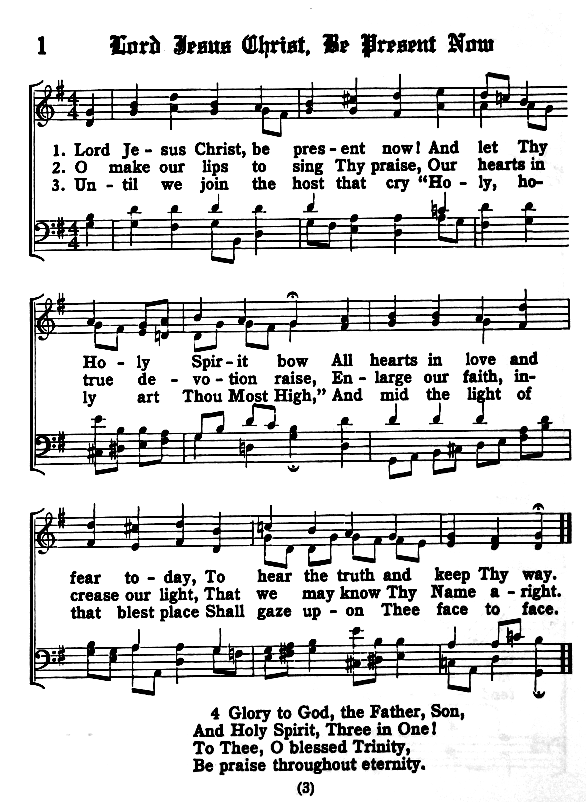 1 Lord Jesus Christ, Be Present Now
1. Lord Je - sus Christ, be pres - ent now! And let Thy
2. O make our lips to sing Thy praise, Our hearts in
3. Un - til we join the host that cry “Ho - ly, ho-
Ho - ly Spir - it bow All hearts in love and
true de - vo - tion raise, En - large our faith, in-
ly art Thou Most High,” And mid the light of
fear to - day, To hear the truth and keep Thy way.
crease our light, That we may know Thy Name a - right.
that blest place Shall gaze up - on Thee face to face.
4 Glory to God, the Father, Son,
And Holy Spirit, Three in One!
To Thee, O blessed Trinity,
Be praise throughout eternity.
(3)